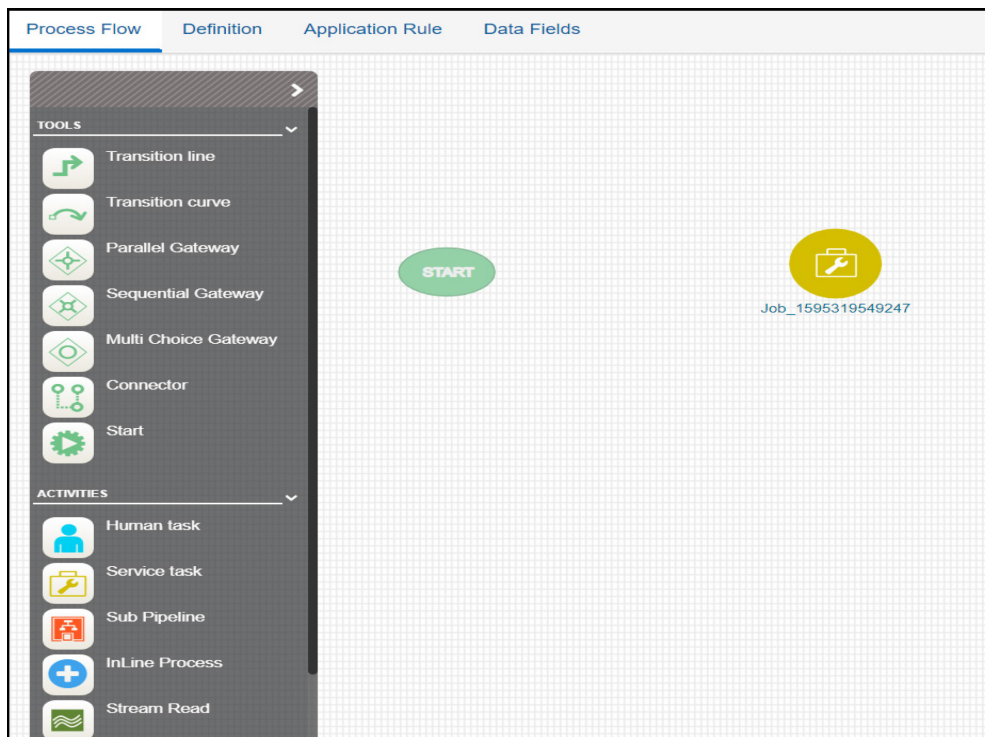 Process Flow Definition Application Rule Data Fields
TOOLS
Transition line
Transition curve
Parallel Gateway
Sequential Gateway
Multi Choice Gateway
Connector
Start
ACTIVITIES
Human task
Service task
Sub Pipeline
InLine Process
Stream Read
START
Job_1595319549247